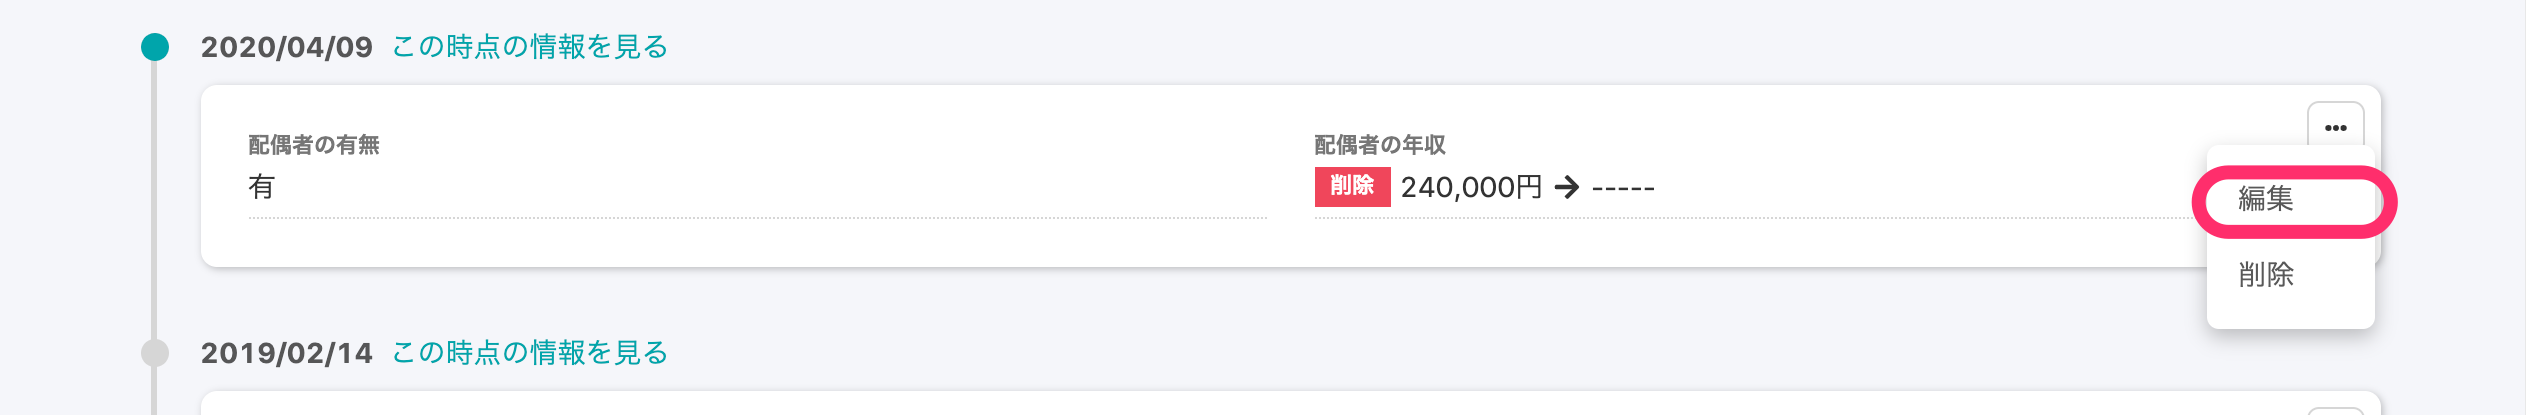 2020/04/09 この時点の情報を見る
•••
配偶者の有無
有
配偶者の年収
削除 240,000円 → -----
編集
削除
2019/02/14 この時点の情報を見る